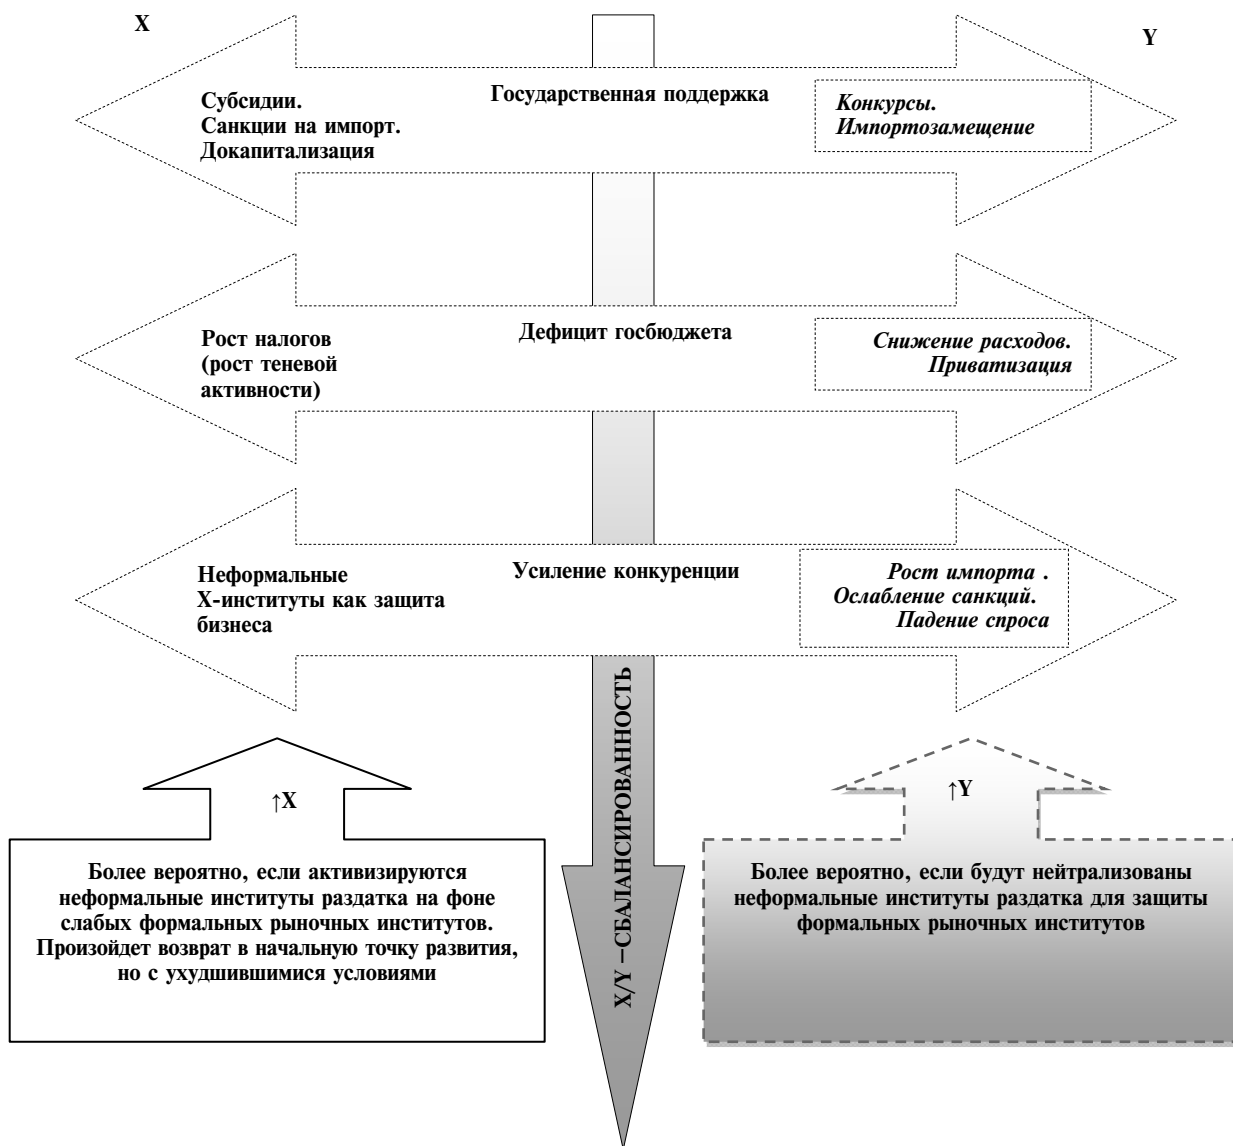 X
Y
Государственная поддержка
Субсидии.
Санкции на импорт.
Докапитализация
Конкурсы.
Импортозамещение
Дефицит госбюджета
Рост налогов
(рост теневой
активности)
Снижение расходов.
Приватизация
Усиление конкуренции
Неформальные
Х-институты как защита
бизнеса
Рост импорта .
Ослабление санкций.
Падение спроса
X/Y –СБАЛАНСИРОВАННОСТЬ
↑X
Более вероятно, если активизируются
неформальные институты раздатка на фоне
слабых формальных рыночных институтов.
Произойдет возврат в начальную точку развития,
но с ухудшившимися условиями
↑Y
Более вероятно, если будут нейтрализованы
неформальные институты раздатка для защиты
формальных рыночных институтов